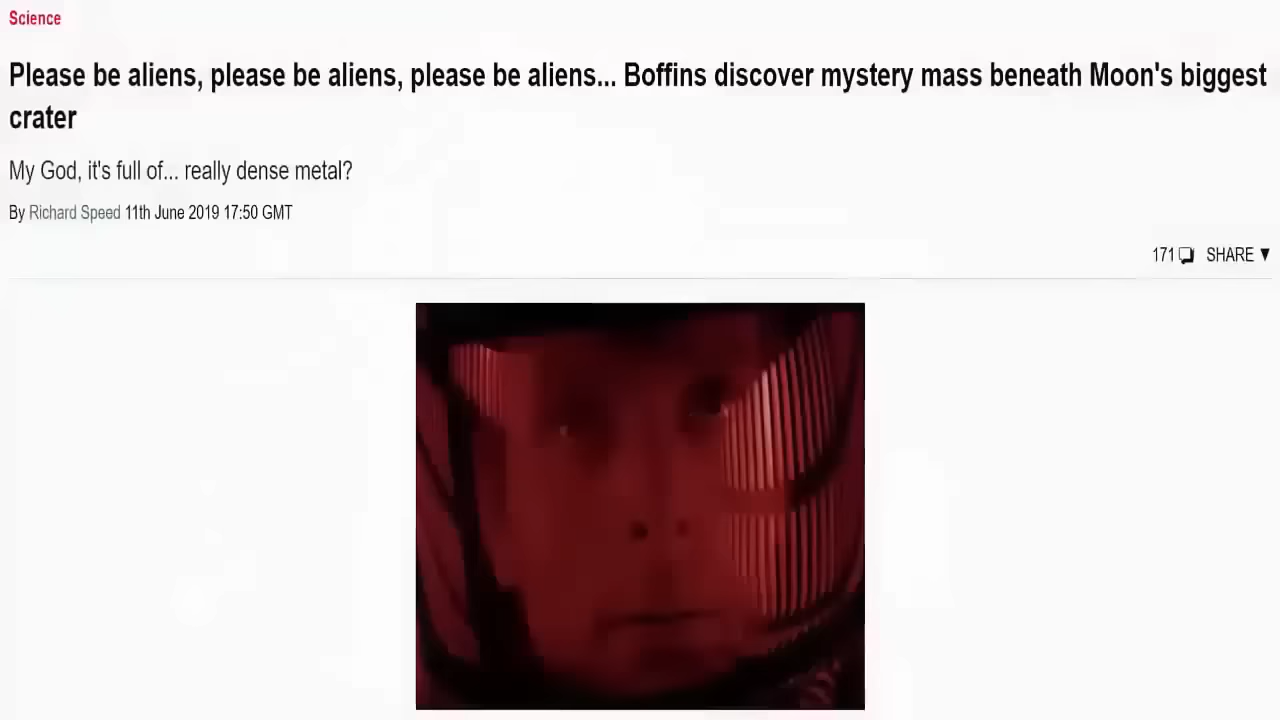 Science
Please be aliens, please be aliens, please be aliens... Boffins discover mystery mass beneath Moon's biggest
crater
My God, it's full of... really dense metal?
By Richard Speed 11th June 2019 17:50 GMT
171 SHARE ▼